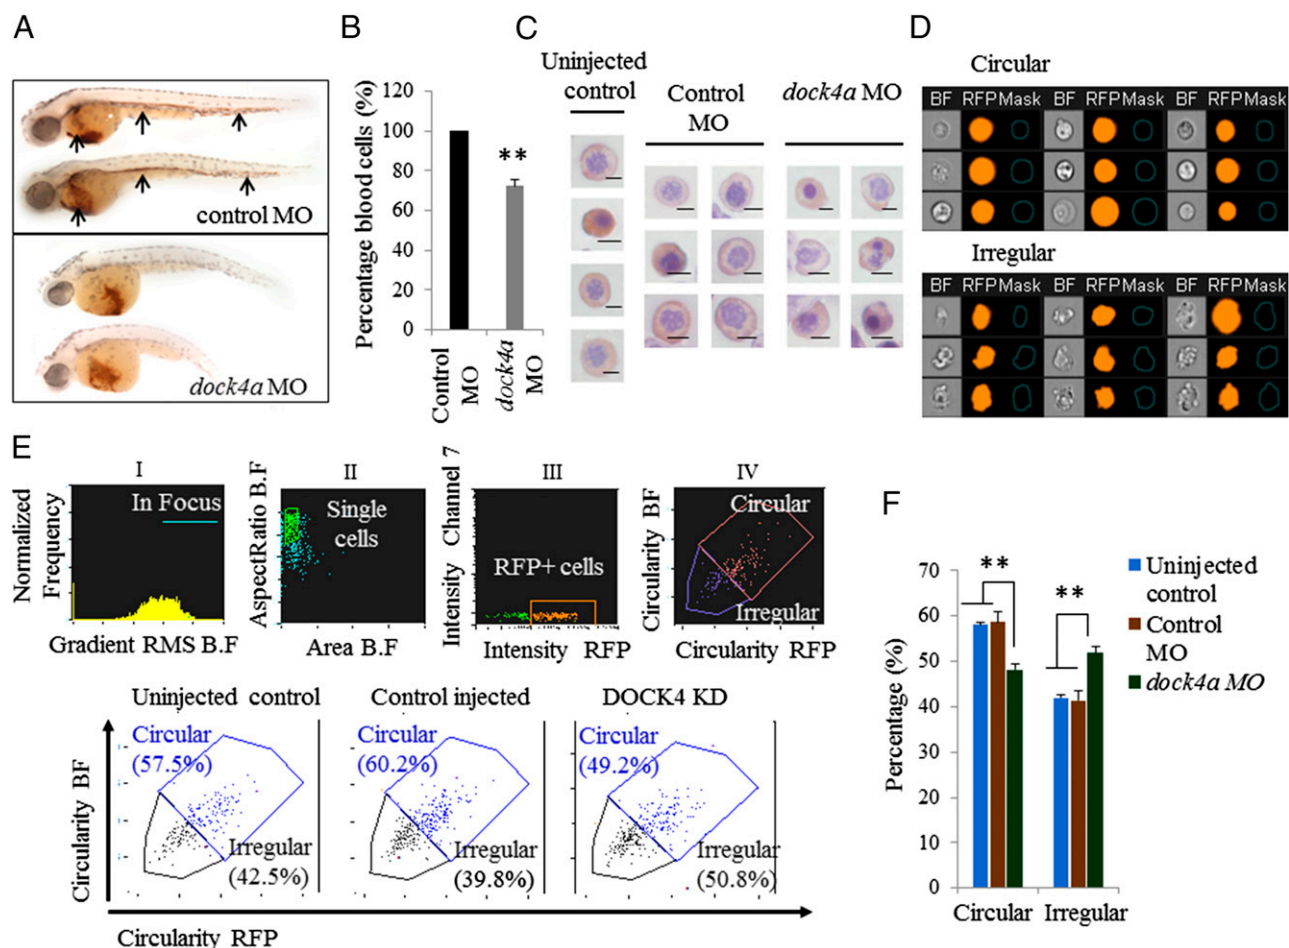 A
control MO
dock4a MO
B
Percentage blood cells (%)
120
100
80
60
40
20
0
**
Control
MO
dock4a
MO
C
Uninjected
control
Control
MO
dock4a MO
D
Circular
BF RFP Mask BF RFP Mask BF RFP Mask
Irregular
BF RFP Mask BF RFP Mask BF RFP Mask
E
I
Normalized
Frequency
In Focus
Gradient RMS B.F
II
AspectRatio B.F
Single
cells
Area B.F
III
Intensity Channel 7
RFP+ cells
Intensity RFP
IV
Circularity BF
Circular
Irregular
Circularity RFP
Uninjected control
Circular
(57.5%)
Irregular
(42.5%)
Control injected
Circular
(60.2%)
Irregular
(39.8%)
DOCK4 KD
Circular
(49.2%)
Irregular
(50.8%)
Circularity BF
Circularity RFP
F
Percentage (%)
70
60
50
40
30
20
10
0
**
**
Circular
Irregular
Uninjected
control
Control
MO
dock4a MO